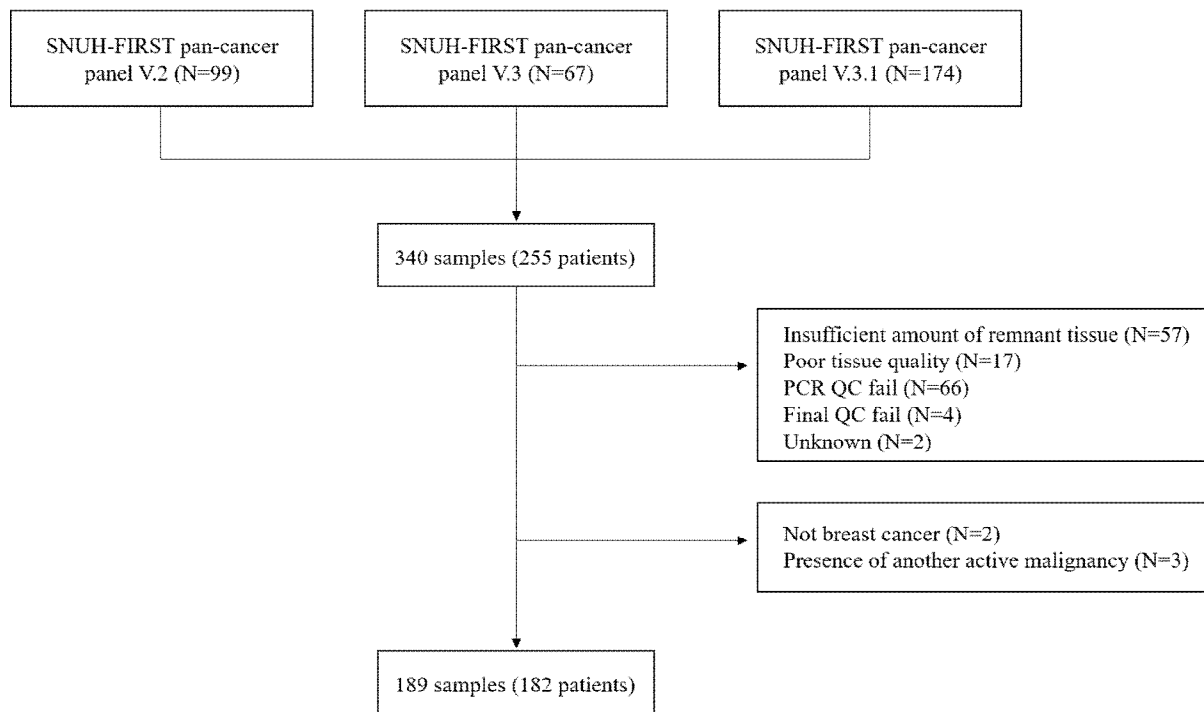 SNUH-FIRST pan-cancer
panel V.2 (N=99)
SNUH-FIRST pan-cancer
panel V.3 (N=67)
SNUH-FIRST pan-cancer
panel V.3.1 (N=174)
340 samples (255 patients)
Insufficient amount of remnant tissue (N=57)
Poor tissue quality (N=17)
PCR QC fail (N=66)
Final QC fail (N=4)
Unknown (N=2)
Not breast cancer (N=2)
Presence of another active malignancy (N=3)
189 samples (182 patients)